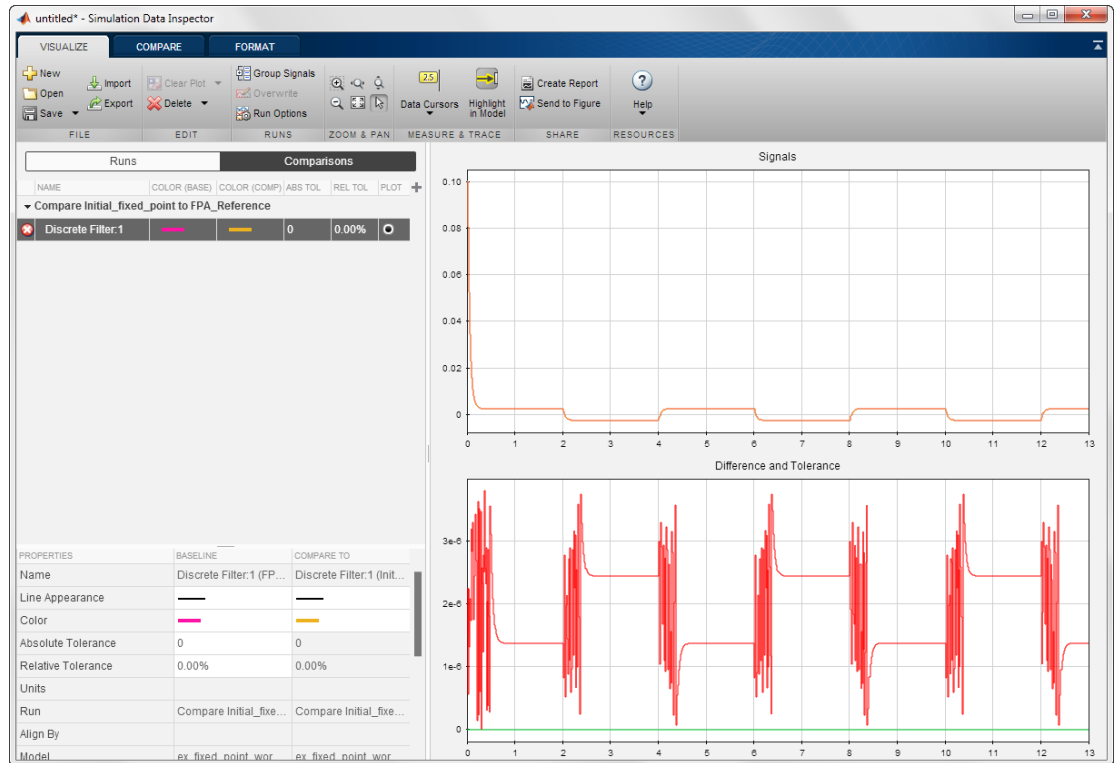 untitled* - Simulation Data Inspector
VISUALIZE COMPARE FORMAT
New
Open
Save
Import
Export
FILE
Clear Plot
Delete
EDIT
Group Signals
Overwrite
Run Options
RUNS
ZOOM & PAN
2.5
Data Cursors
Highlight
in Model
MEASURE & TRACE
Create Report
Send to Figure
SHARE
?
Help
RESOURCES
Runs Comparisons
NAME COLOR (BASE) COLOR (COMP) ABS TOL REL TOL PLOT
Compare Initial_fixed_point to FPA_Reference
Discrete Filter:1 0 0.00%
PROPERTIES BASELINE COMPARE TO
Name Discrete Filter:1 (FP... Discrete Filter:1 (Init...
Line Appearance
Color
Absolute Tolerance 0 0
Relative Tolerance 0.00% 0.00%
Units
Run Compare Initial_fixe... Compare Initial_fixe...
Align By
Model ex_fixed_point_wor... ex_fixed_point_wor...
Signals
0.10
0.08
0.06
0.04
0.02
0
0 1 2 3 4 5 6 7 8 9 10 11 12 13
Difference and Tolerance
3e-6
2e-6
1e-6
0
0 1 2 3 4 5 6 7 8 9 10 11 12 13